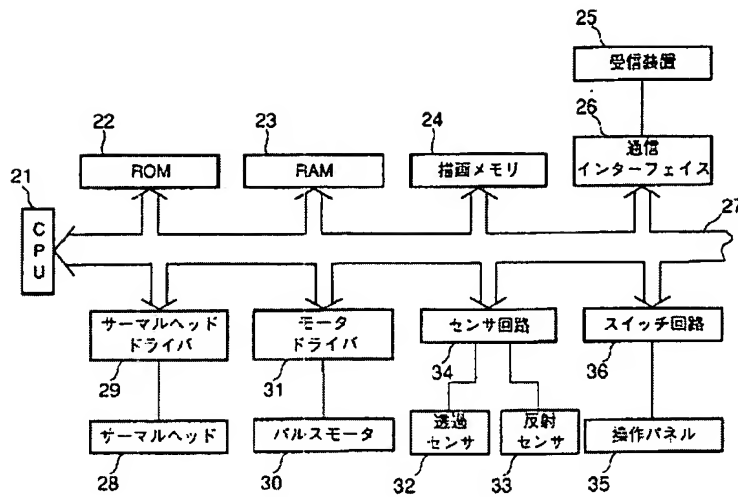 25
受信装置
26
通信
インターフェイス
22
ROM
23
RAM
24
描画メモリ
21
CPU
27
サーマルヘッド
ドライバ
29
モータ
ドライバ
31
センサ回路
34
スイッチ回路
36
サーマルヘッド
28
パルスモータ
30
透過
センサ
32
反射
センサ
33
操作パネル
35